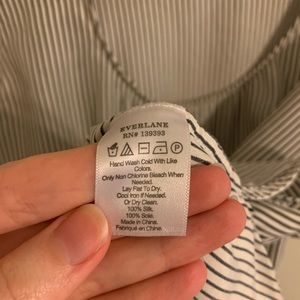 EVERLANE
RN# 139393
Hand Wash Cold With Like
Colors.
Only Non Chlorine Bleach When
Needed.
Lay Flat To Dry.
Cool Iron if Needed.
Or Dry Clean.
100% Silk.
100% Soie.
Made in China.
Fabriqué en Chine.